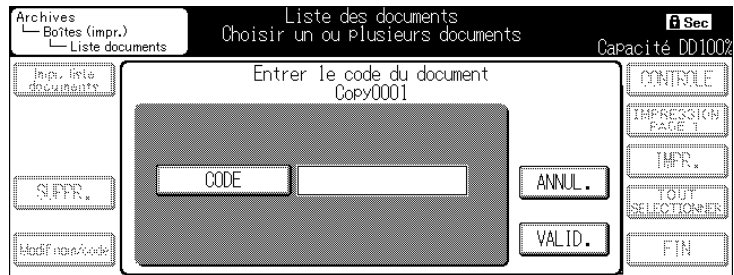 Archives
Boîtes (impr.)
Liste documents
Liste des documents
Choisir un ou plusieurs documents
Sec
Capacité DD100%
Impr. liste
documents
SUPPR.
Modif nom/code
Entrer le code du document
Copy0001
CODE
ANNUL.
VALID.
CONTROLE
IMPRESSION
PAGE 1
IMPR.
TOUT
SELECTIONNER
FIN